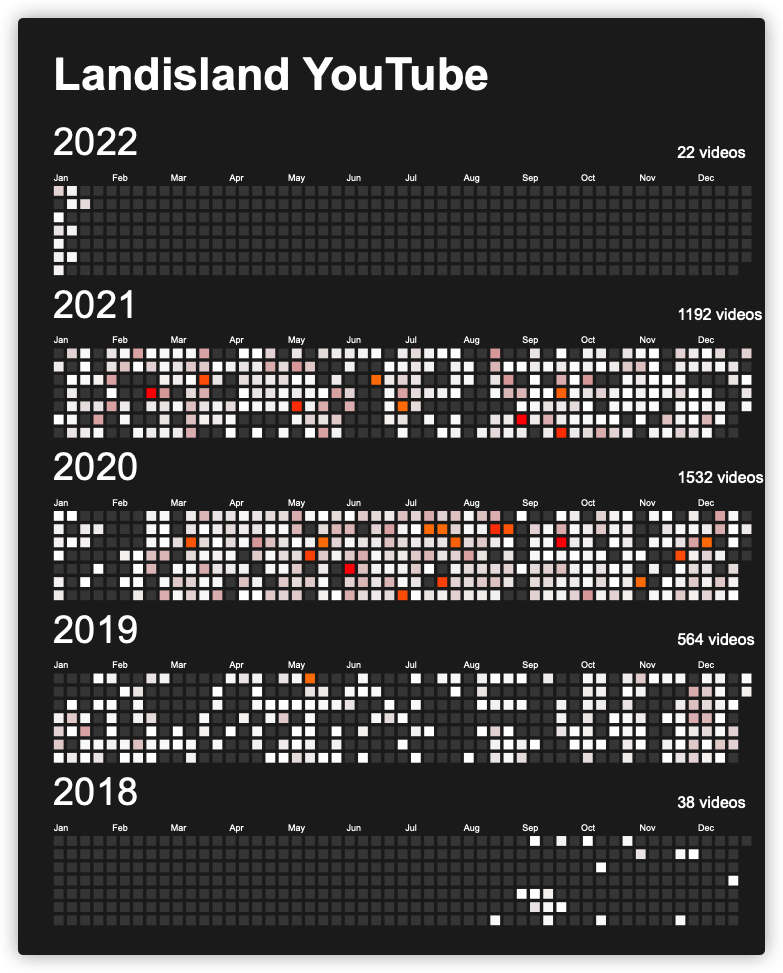 Landisland YouTube
2022
22 videos
Jan Feb Mar Apr May Jun Jul Aug Sep Oct Nov Dec
2021
1192 videos
Jan Feb Mar Apr May Jun Jul Aug Sep Oct Nov Dec
2020
1532 videos
Jan Feb Mar Apr May Jun Jul Aug Sep Oct Nov Dec
2019
564 videos
Jan Feb Mar Apr May Jun Jul Aug Sep Oct Nov Dec
2018
38 videos
Jan Feb Mar Apr May Jun Jul Aug Sep Oct Nov Dec